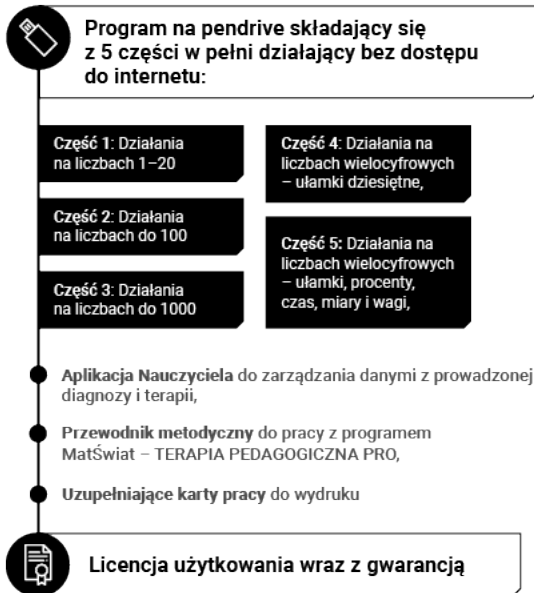 Program na pendrive składający się
z 5 części w pełni działający bez dostępu
do internetu:
Część 1: Działania
na liczbach 1–20
Część 2: Działania
na liczbach do 100
Część 3: Działania
na liczbach do 1000
Część 4: Działania na
liczbach wielocyfrowych
– ułamki dziesiętne,
Część 5: Działania na
liczbach wielocyfrowych
– ułamki, procenty,
czas, miary i wagi,
Aplikacja Nauczyciela do zarządzania danymi z prowadzonej
diagnozy i terapii,
Przewodnik metodyczny do pracy z programem
MatŚwiat – TERAPIA PEDAGOGICZNA PRO,
Uzupełniające karty pracy do wydruku
Licencja użytkowania wraz z gwarancją